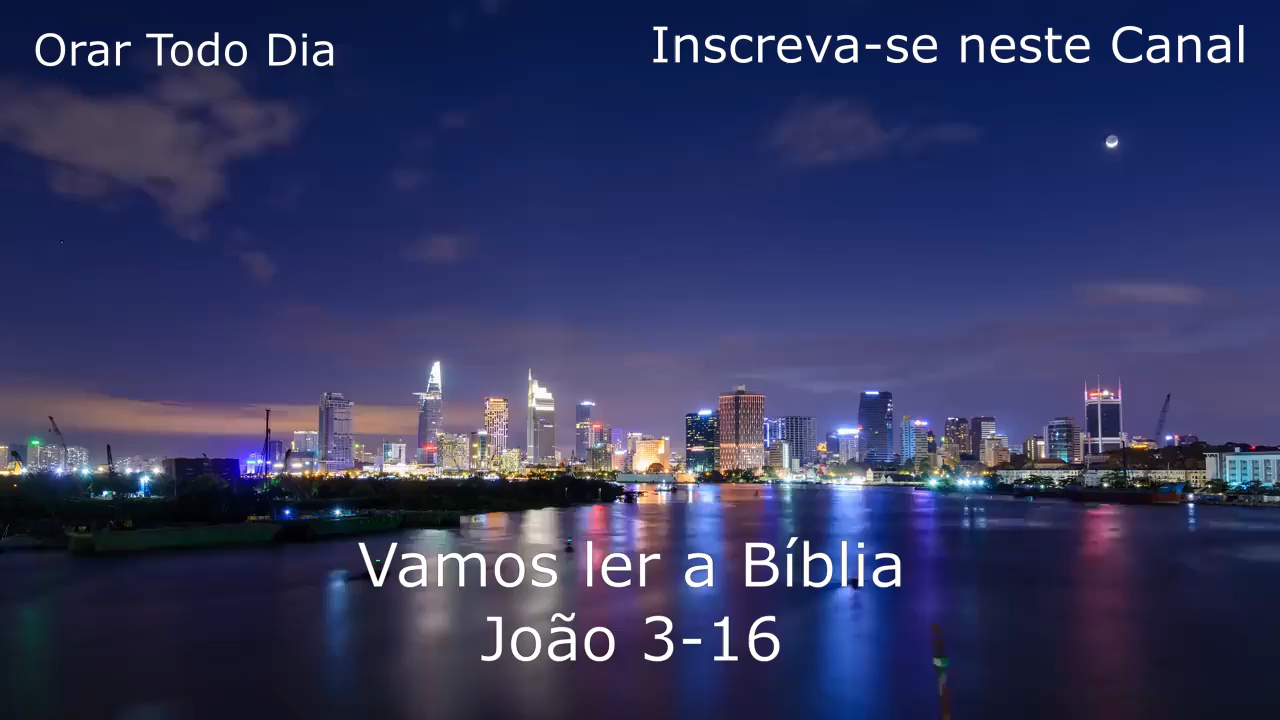 Orar Todo Dia
Inscreva-se neste Canal
Vamos ler a Bíblia
João 3-16